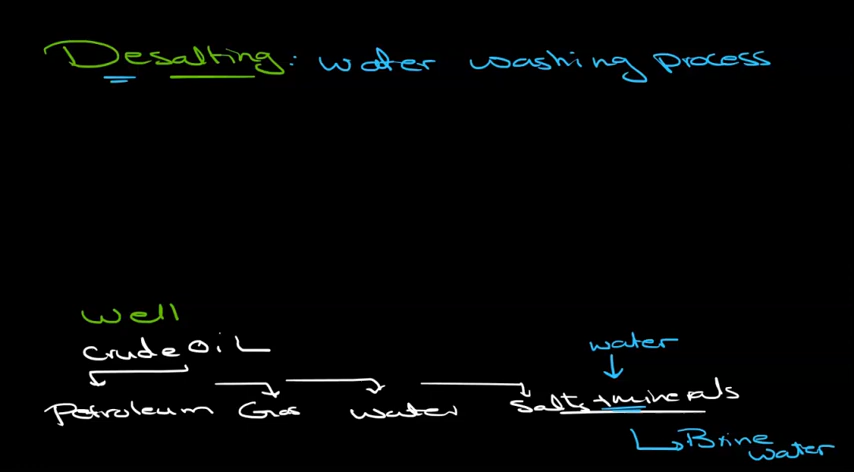 Desalting: water washing process
Well
Crude Oil
water
Petroleum Gas water Salts + minerals
Brine
water